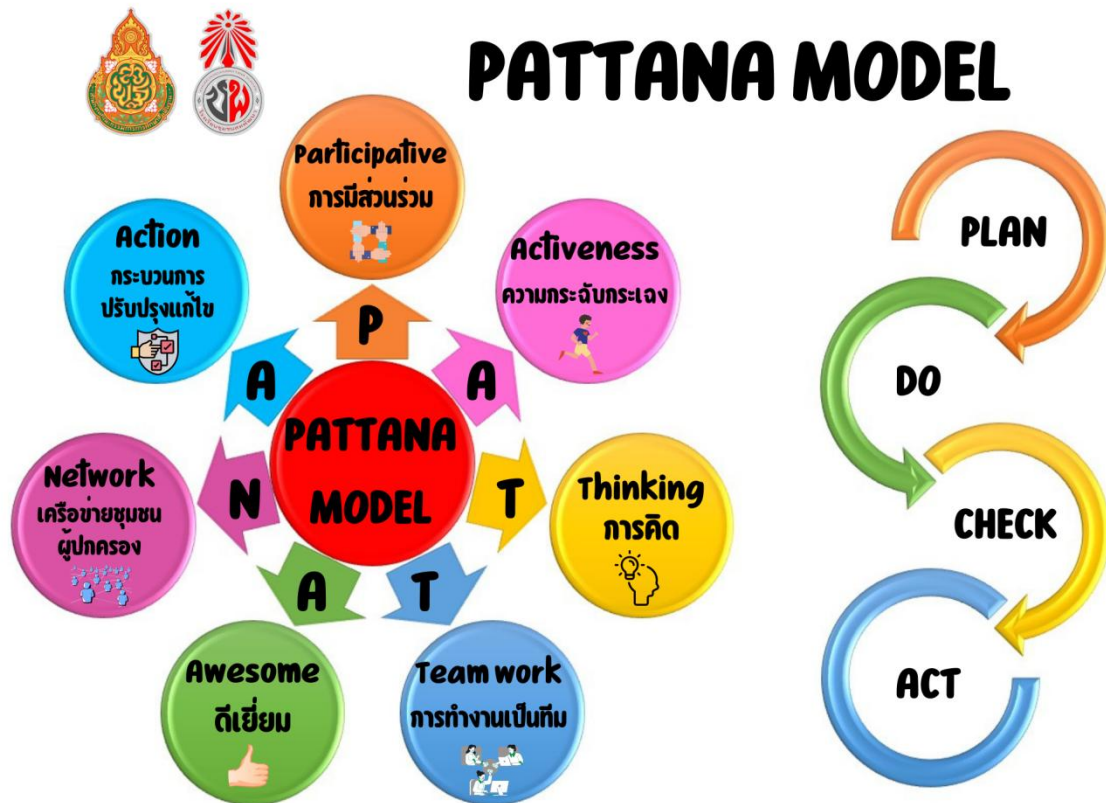 PATTANA MODEL
Participative
การมีส่วนร่วม
Activeness
ความกระฉับกระเฉง
Thinking
การคิด
Team work
การทำงานเป็นทีม
Awesome
ดีเยี่ยม
Network
เครือข่ายชุมชน
ผู้ปกครอง
Action
กระบวนการ
ปรับปรุงแก้ไข
P
A
T
T
A
N
A
PATTANA
MODEL
PLAN
DO
CHECK
ACT